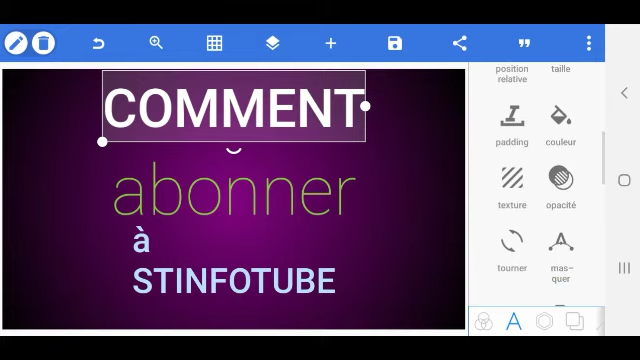 COMMENT
abonner
à
STINFOTUBE
position
relative
taille
padding
couleur
texture
opacité
tourner
mas-
quer